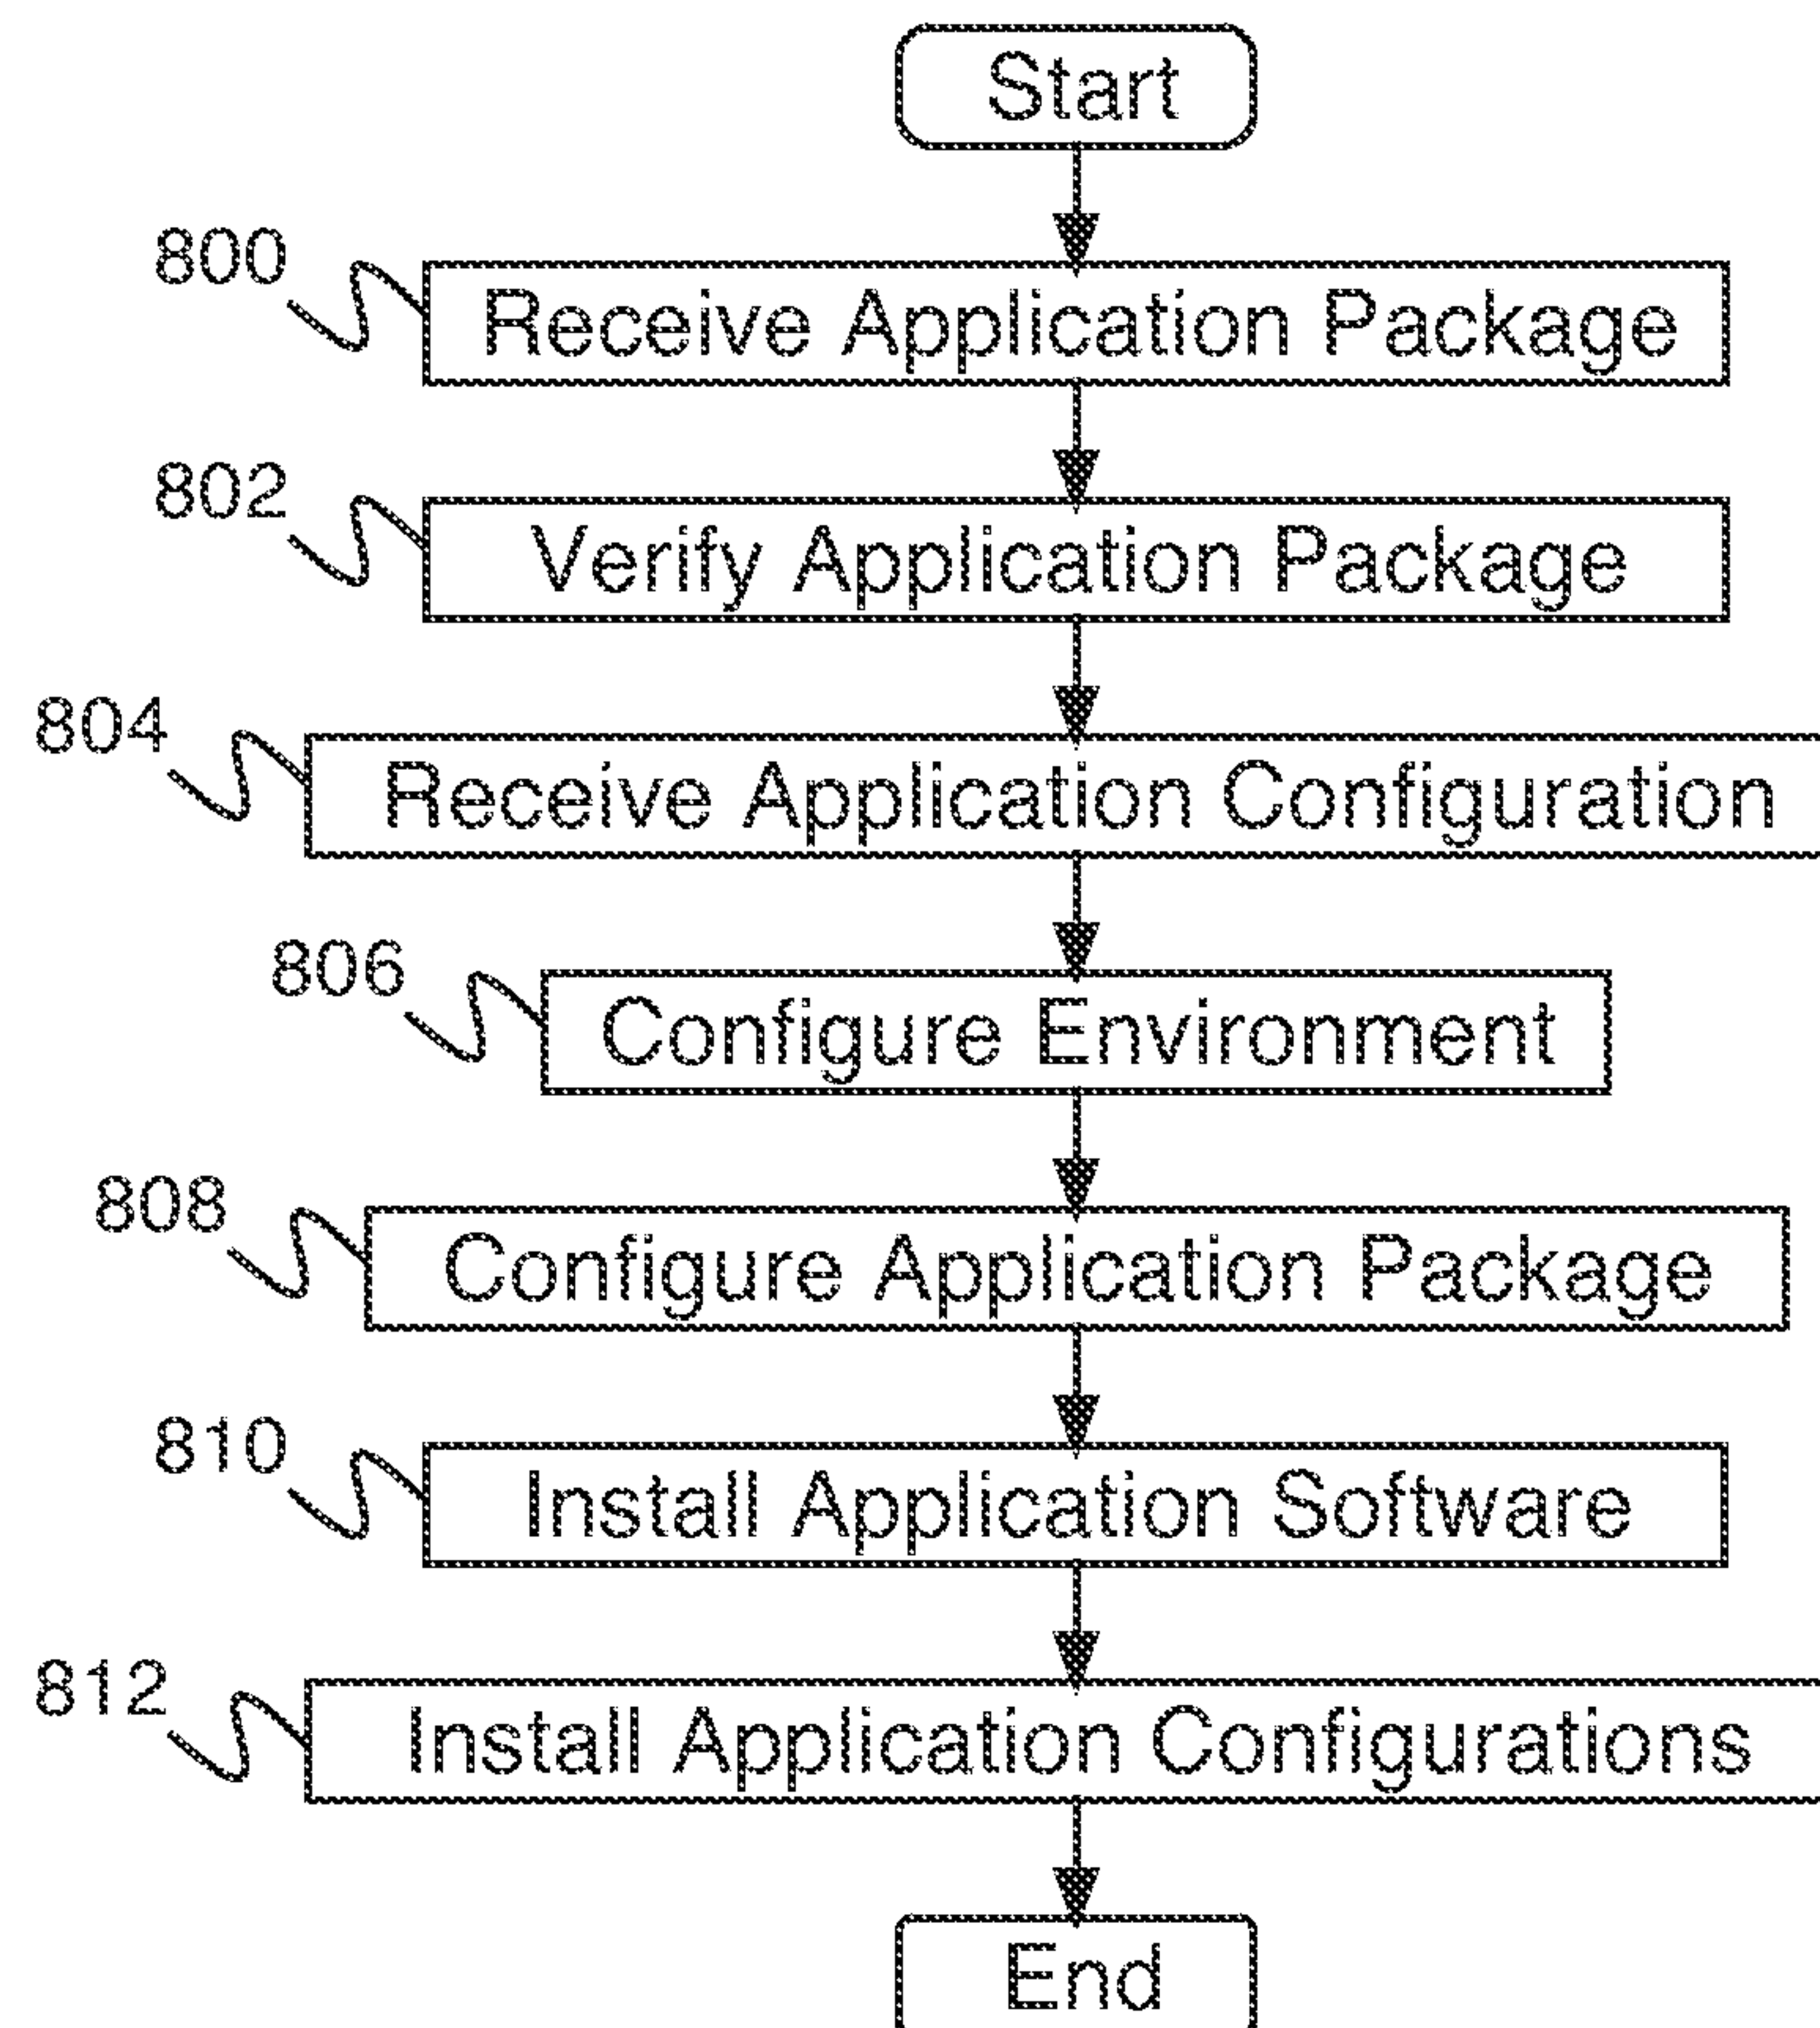 Start
800
Receive Application Package
802
Verify Application Package
804
Receive Application Configuration
806
Configure Environment
808
Configure Application Package
810
Install Application Software
812
Install Application Configurations
End